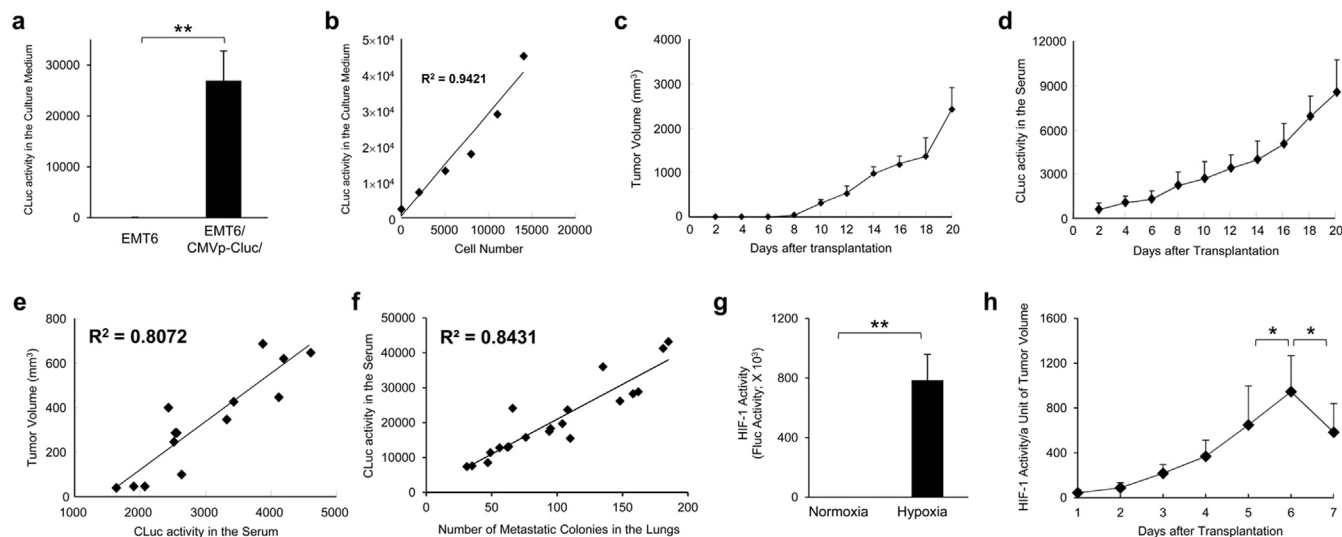 a
**
CLuc activity in the Culture Medium
30000
20000
10000
0
EMT6
EMT6/
CMVp-Cluc/
b
CLuc activity in the Culture Medium
5×10⁴
4×10⁴
3×10⁴
2×10⁴
1×10⁴
0
R² = 0.9421
0 5000 10000 15000 20000
Cell Number
c
Tumor Volume (mm³)
4000
3000
2000
1000
0
0 2 4 6 8 10 12 14 16 18 20
Days after transplantation
d
CLuc activity in the Serum
12000
9000
6000
3000
0
0 2 4 6 8 10 12 14 16 18 20
Days after Transplantation
e
R² = 0.8072
Tumor Volume (mm³)
800
600
400
200
0
1000 2000 3000 4000 5000
CLuc activity in the Serum
f
R² = 0.8431
CLuc activity in the Serum
50000
40000
30000
20000
10000
0
0 50 100 150 200
Number of Metastatic Colonies in the Lungs
g
**
HIF-1 Activity
(Fluc Activity; X 10³)
1200
800
400
0
Normoxia Hypoxia
h
* *
HIF-1 Activity/a Unit of Tumor Volume
1600
1200
800
400
0
1 2 3 4 5 6 7
Days after Transplantation